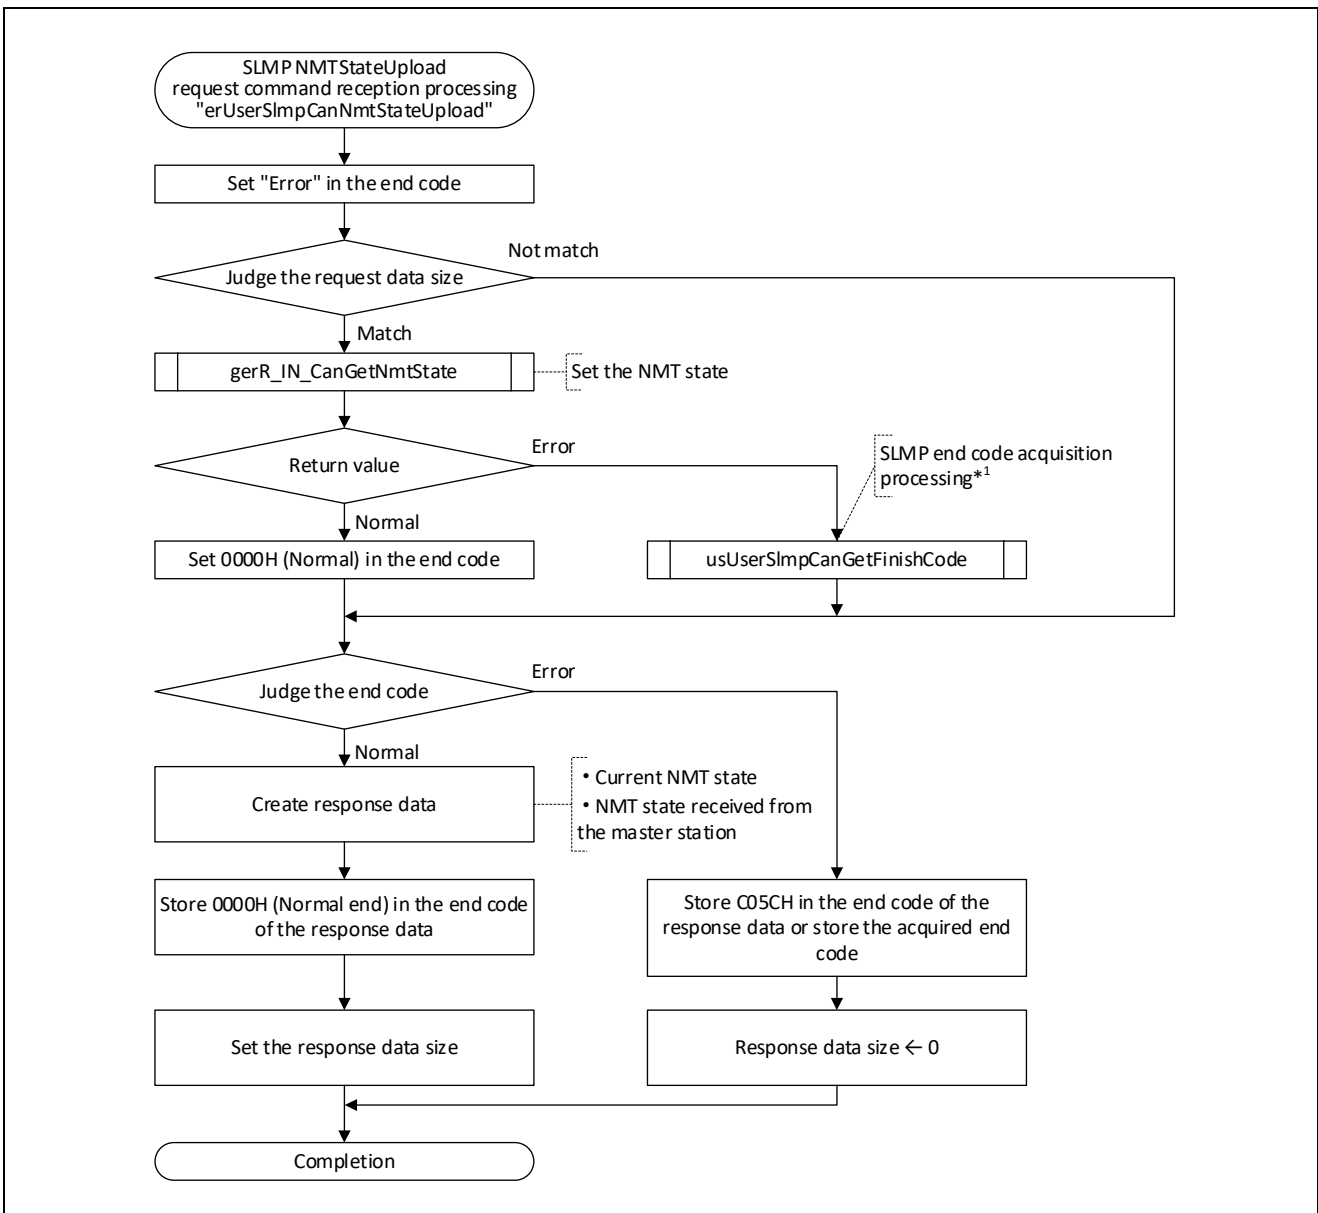 SLMP NMTStateUpload
request command reception processing
"erUserSlmpCanNmtStateUpload"
Set "Error" in the end code
Not match
Judge the request data size
Match
gerR_IN_CanGetNmtState
Set the NMT state
Error
Return value
SLMP end code acquisition
processing*1
Normal
Set 0000H (Normal) in the end code
usUserSlmpCanGetFinishCode
Error
Judge the end code
Normal
Create response data
• Current NMT state
• NMT state received from
the master station
Store 0000H (Normal end) in the end code
of the response data
Store C05CH in the end code of the
response data or store the acquired end
code
Set the response data size
Response data size ← 0
Completion